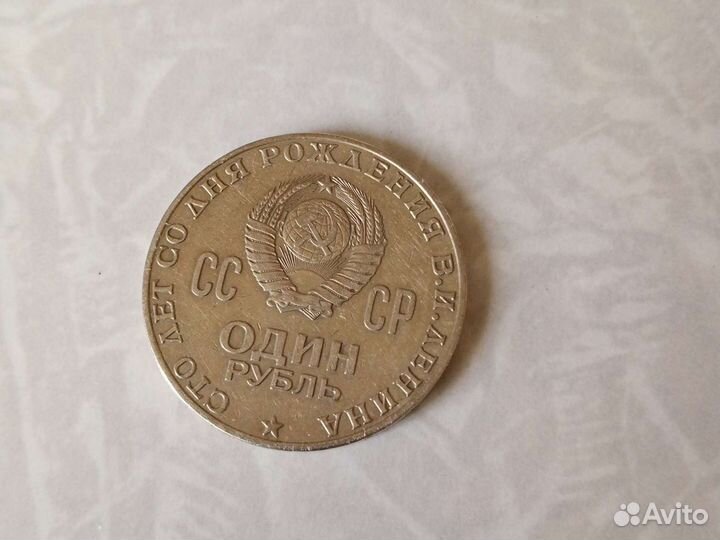 СТО ЛЕТ СО ДНЯ РОЖДЕНИЯ В.И.ЛЕНИНА
СС СР
ОДИН
РУБЛЬ
Avito